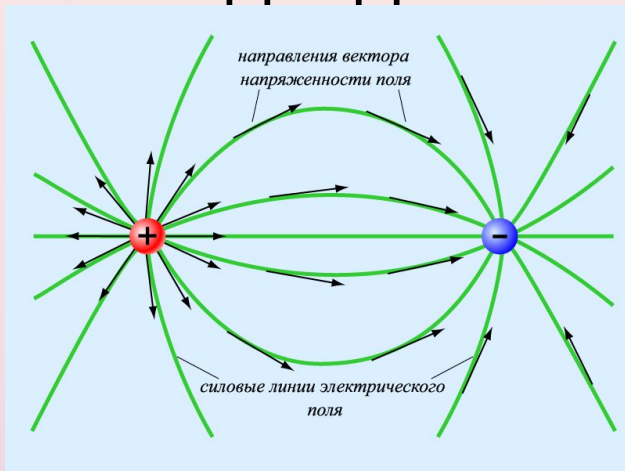 направления вектора
напряженности поля
+
-
силовые линии электрического
поля